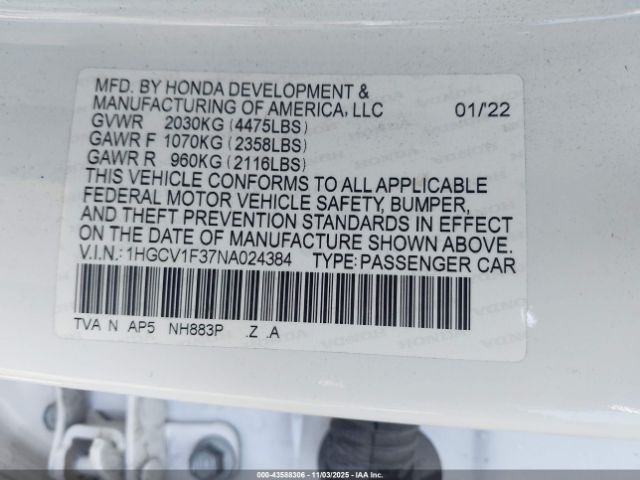 MFD. BY HONDA DEVELOPMENT &
MANUFACTURING OF AMERICA, LLC 01/'22
GVWR 2030KG (4475LBS)
GAWR F 1070KG (2358LBS)
GAWR R 960KG (2116LBS)
THIS VEHICLE CONFORMS TO ALL APPLICABLE
FEDERAL MOTOR VEHICLE SAFETY, BUMPER,
AND THEFT PREVENTION STANDARDS IN EFFECT
ON THE DATE OF MANUFACTURE SHOWN ABOVE.
V.I.N.: 1HGCV1F37NA024384 TYPE: PASSENGER CAR
TVA N AP5 NH883P .Z .A
000-43588306 - 11/03/2025 - IAA Inc.